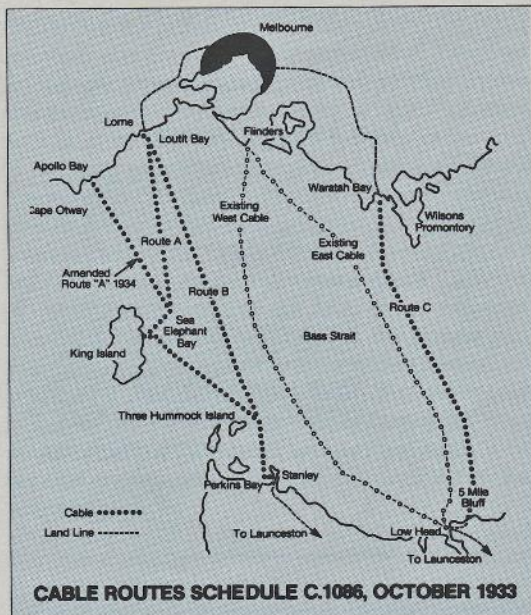 Melbourne
Lorne
Loutit Bay
Flinders
Apollo Bay
Cape Otway
Waratah Bay
Wilsons
Promontory
Existing
West Cable
Existing
East Cable
Route A
Amended
Route "A" 1934
Route B
Route C
Sea
Elephant
Bay
King Island
Bass Strait
Three Hummock Island
Perkins Bay
Stanley
5 Mile
Bluff
Cable
Land Line
To Launceston
Low Head
To Launceston
CABLE ROUTES SCHEDULE C.1086, OCTOBER 1933